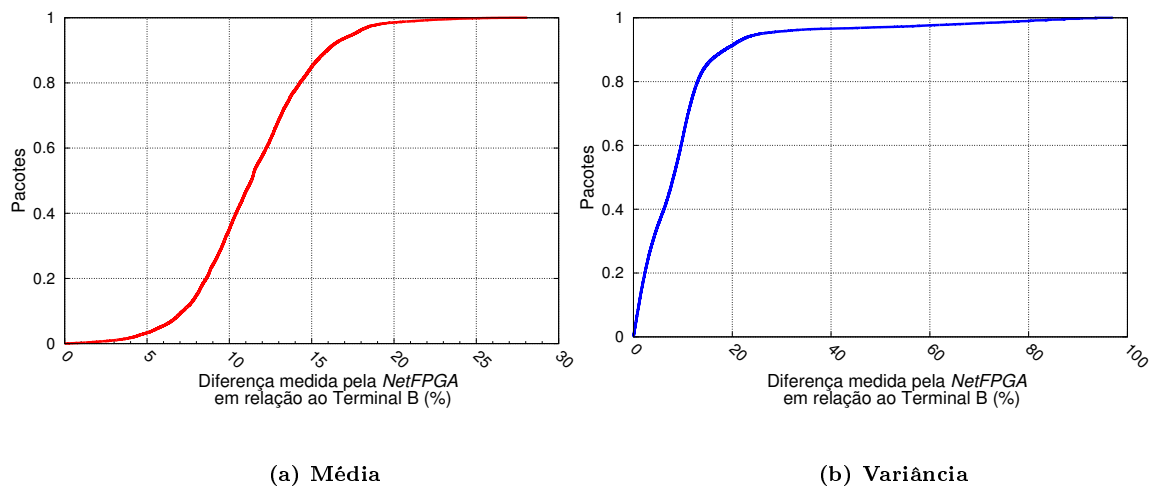 1
0.8
0.6
0.4
0.2
0
Pacotes
0 5 10 15 20 25 30
Diferença medida pela NetFPGA
em relação ao Terminal B (%)
(a) Média
1
0.8
0.6
0.4
0.2
0
Pacotes
0 20 40 60 80 100
Diferença medida pela NetFPGA
em relação ao Terminal B (%)
(b) Variância